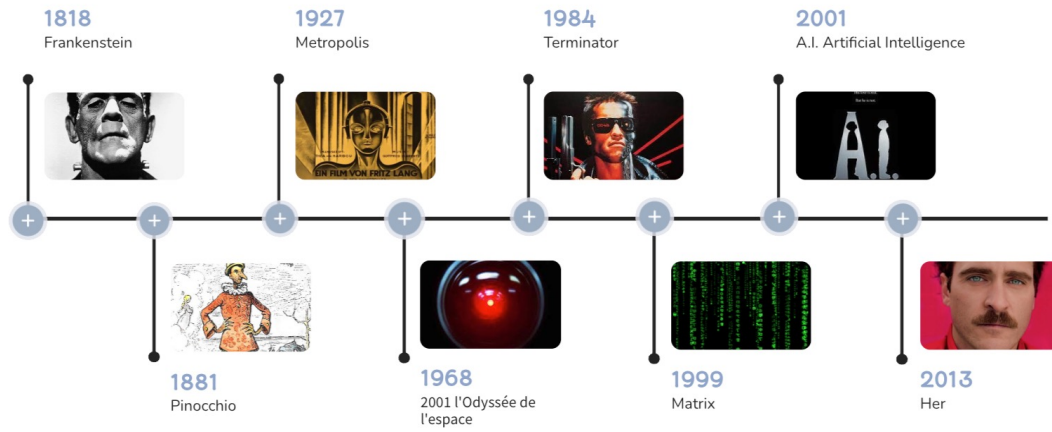 1818
Frankenstein
1927
Metropolis
1984
Terminator
2001
A.I. Artificial Intelligence
EIN FILM VON FRITZ LANG
A.I.
1881
Pinocchio
1968
2001 l'Odyssée de
l'espace
1999
Matrix
2013
Her